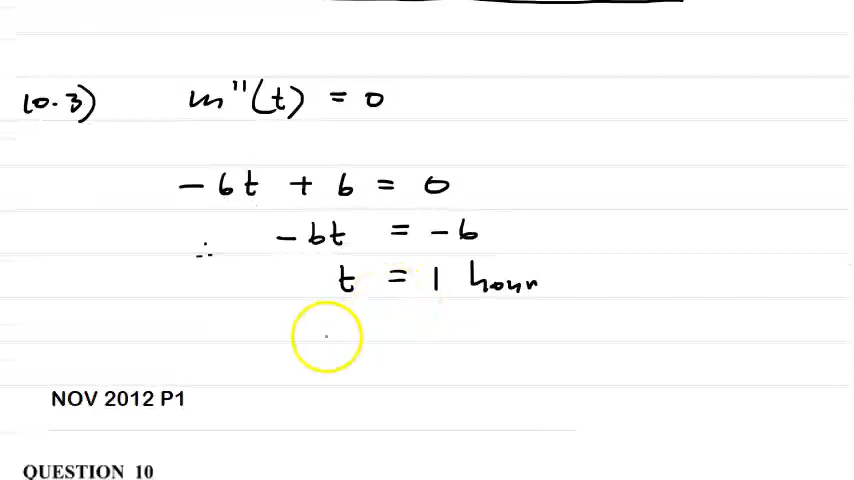 10.3) m''(t) = 0
-6t + 6 = 0
∴ -6t = -6
t = 1 hour
NOV 2012 P1
QUESTION 10